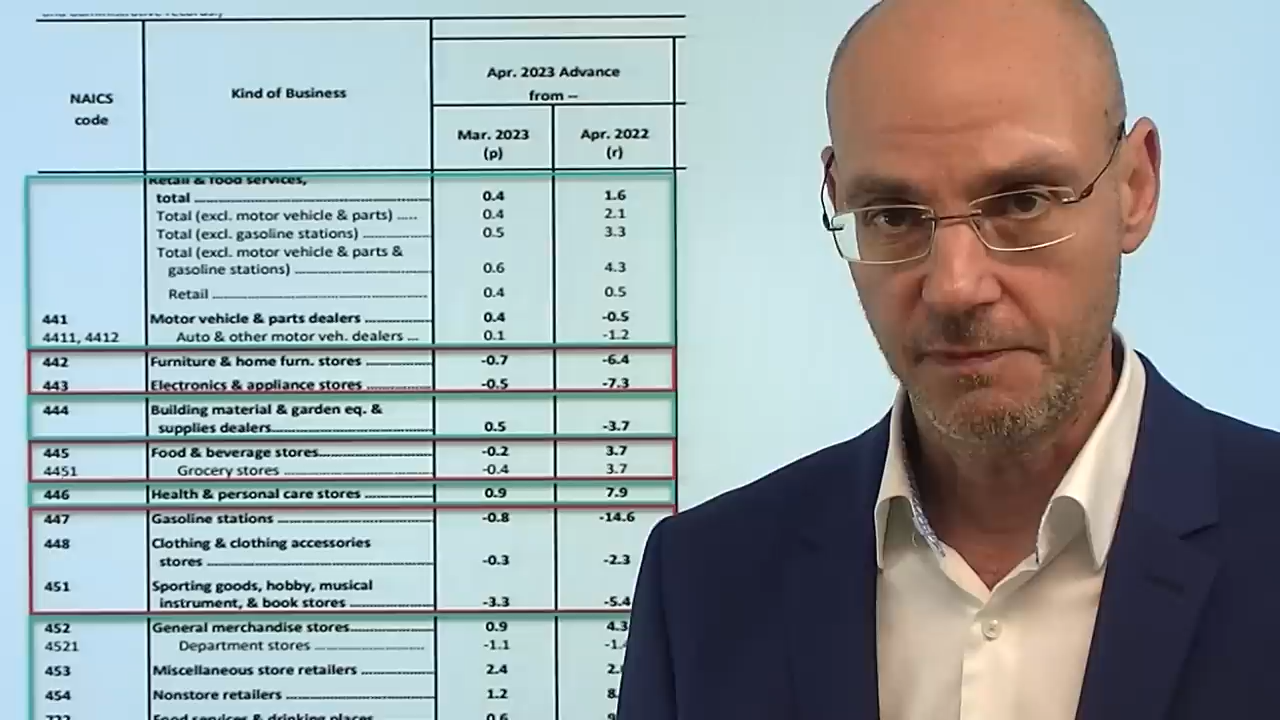 NAICS code
Kind of Business
Apr. 2023 Advance
from --
Mar. 2023 (p)
Apr. 2022 (r)
Retail & food services,
total 0.4 1.6
Total (excl. motor vehicle & parts) 0.4 2.1
Total (excl. gasoline stations) 0.5 3.3
Total (excl. motor vehicle & parts &
gasoline stations) 0.6 4.3
Retail 0.4 0.5
441 Motor vehicle & parts dealers 0.4 -0.5
4411, 4412 Auto & other motor veh. dealers 0.1 -1.2
442 Furniture & home furn. stores -0.7 -6.4
443 Electronics & appliance stores -0.5 -7.3
444 Building material & garden eq. &
supplies dealers 0.5 -3.7
445 Food & beverage stores -0.2 3.7
4451 Grocery stores -0.4 3.7
446 Health & personal care stores 0.9 7.9
447 Gasoline stations -0.8 -14.6
448 Clothing & clothing accessories
stores -0.3 -2.3
451 Sporting goods, hobby, musical
instrument, & book stores -3.3 -5.4
452 General merchandise stores 0.9 4.3
4521 Department stores -1.1
453 Miscellaneous store retailers 2.4
454 Nonstore retailers 1.2
722 Food services & drinking places 0.6